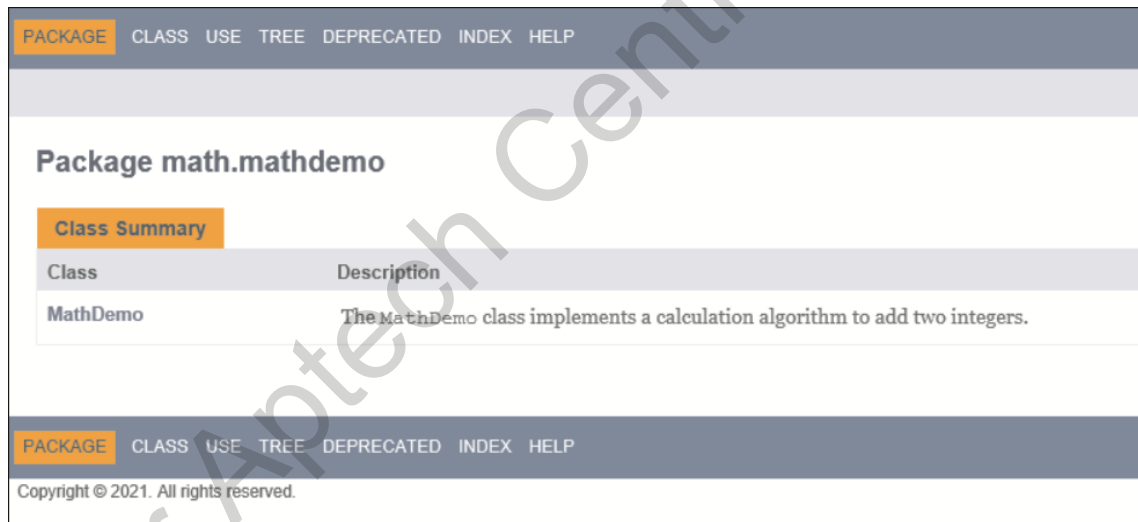 PACKAGE CLASS USE TREE DEPRECATED INDEX HELP
Package math.mathdemo
Class Summary
Class Description
MathDemo The MathDemo class implements a calculation algorithm to add two integers.
PACKAGE CLASS USE TREE DEPRECATED INDEX HELP
Copyright © 2021. All rights reserved.
Aptech